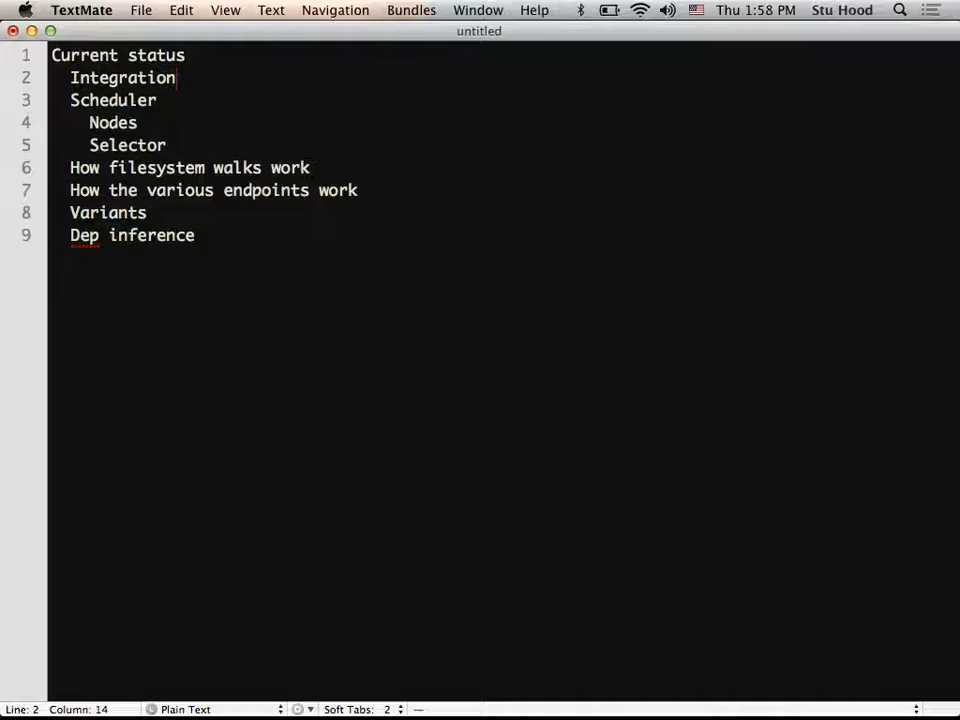 TextMate File Edit View Text Navigation Bundles Window Help Thu 1:58 PM Stu Hood
untitled
1 Current status
2 Integration
3 Scheduler
4 Nodes
5 Selector
6 How filesystem walks work
7 How the various endpoints work
8 Variants
9 Dep inference
Line: 2 Column: 14 L Plain Text Soft Tabs: 2 —